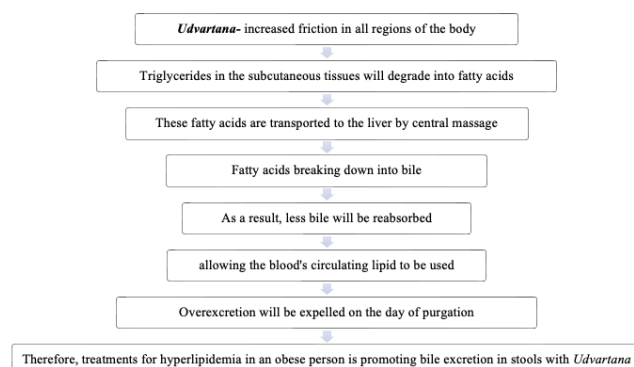 Udvartana- increased friction in all regions of the body
Triglycerides in the subcutaneous tissues will degrade into fatty acids
These fatty acids are transported to the liver by central massage
Fatty acids breaking down into bile
As a result, less bile will be reabsorbed
allowing the blood's circulating lipid to be used
Overexcretion will be expelled on the day of purgation
Therefore, treatments for hyperlipidemia in an obese person is promoting bile excretion in stools with Udvartana